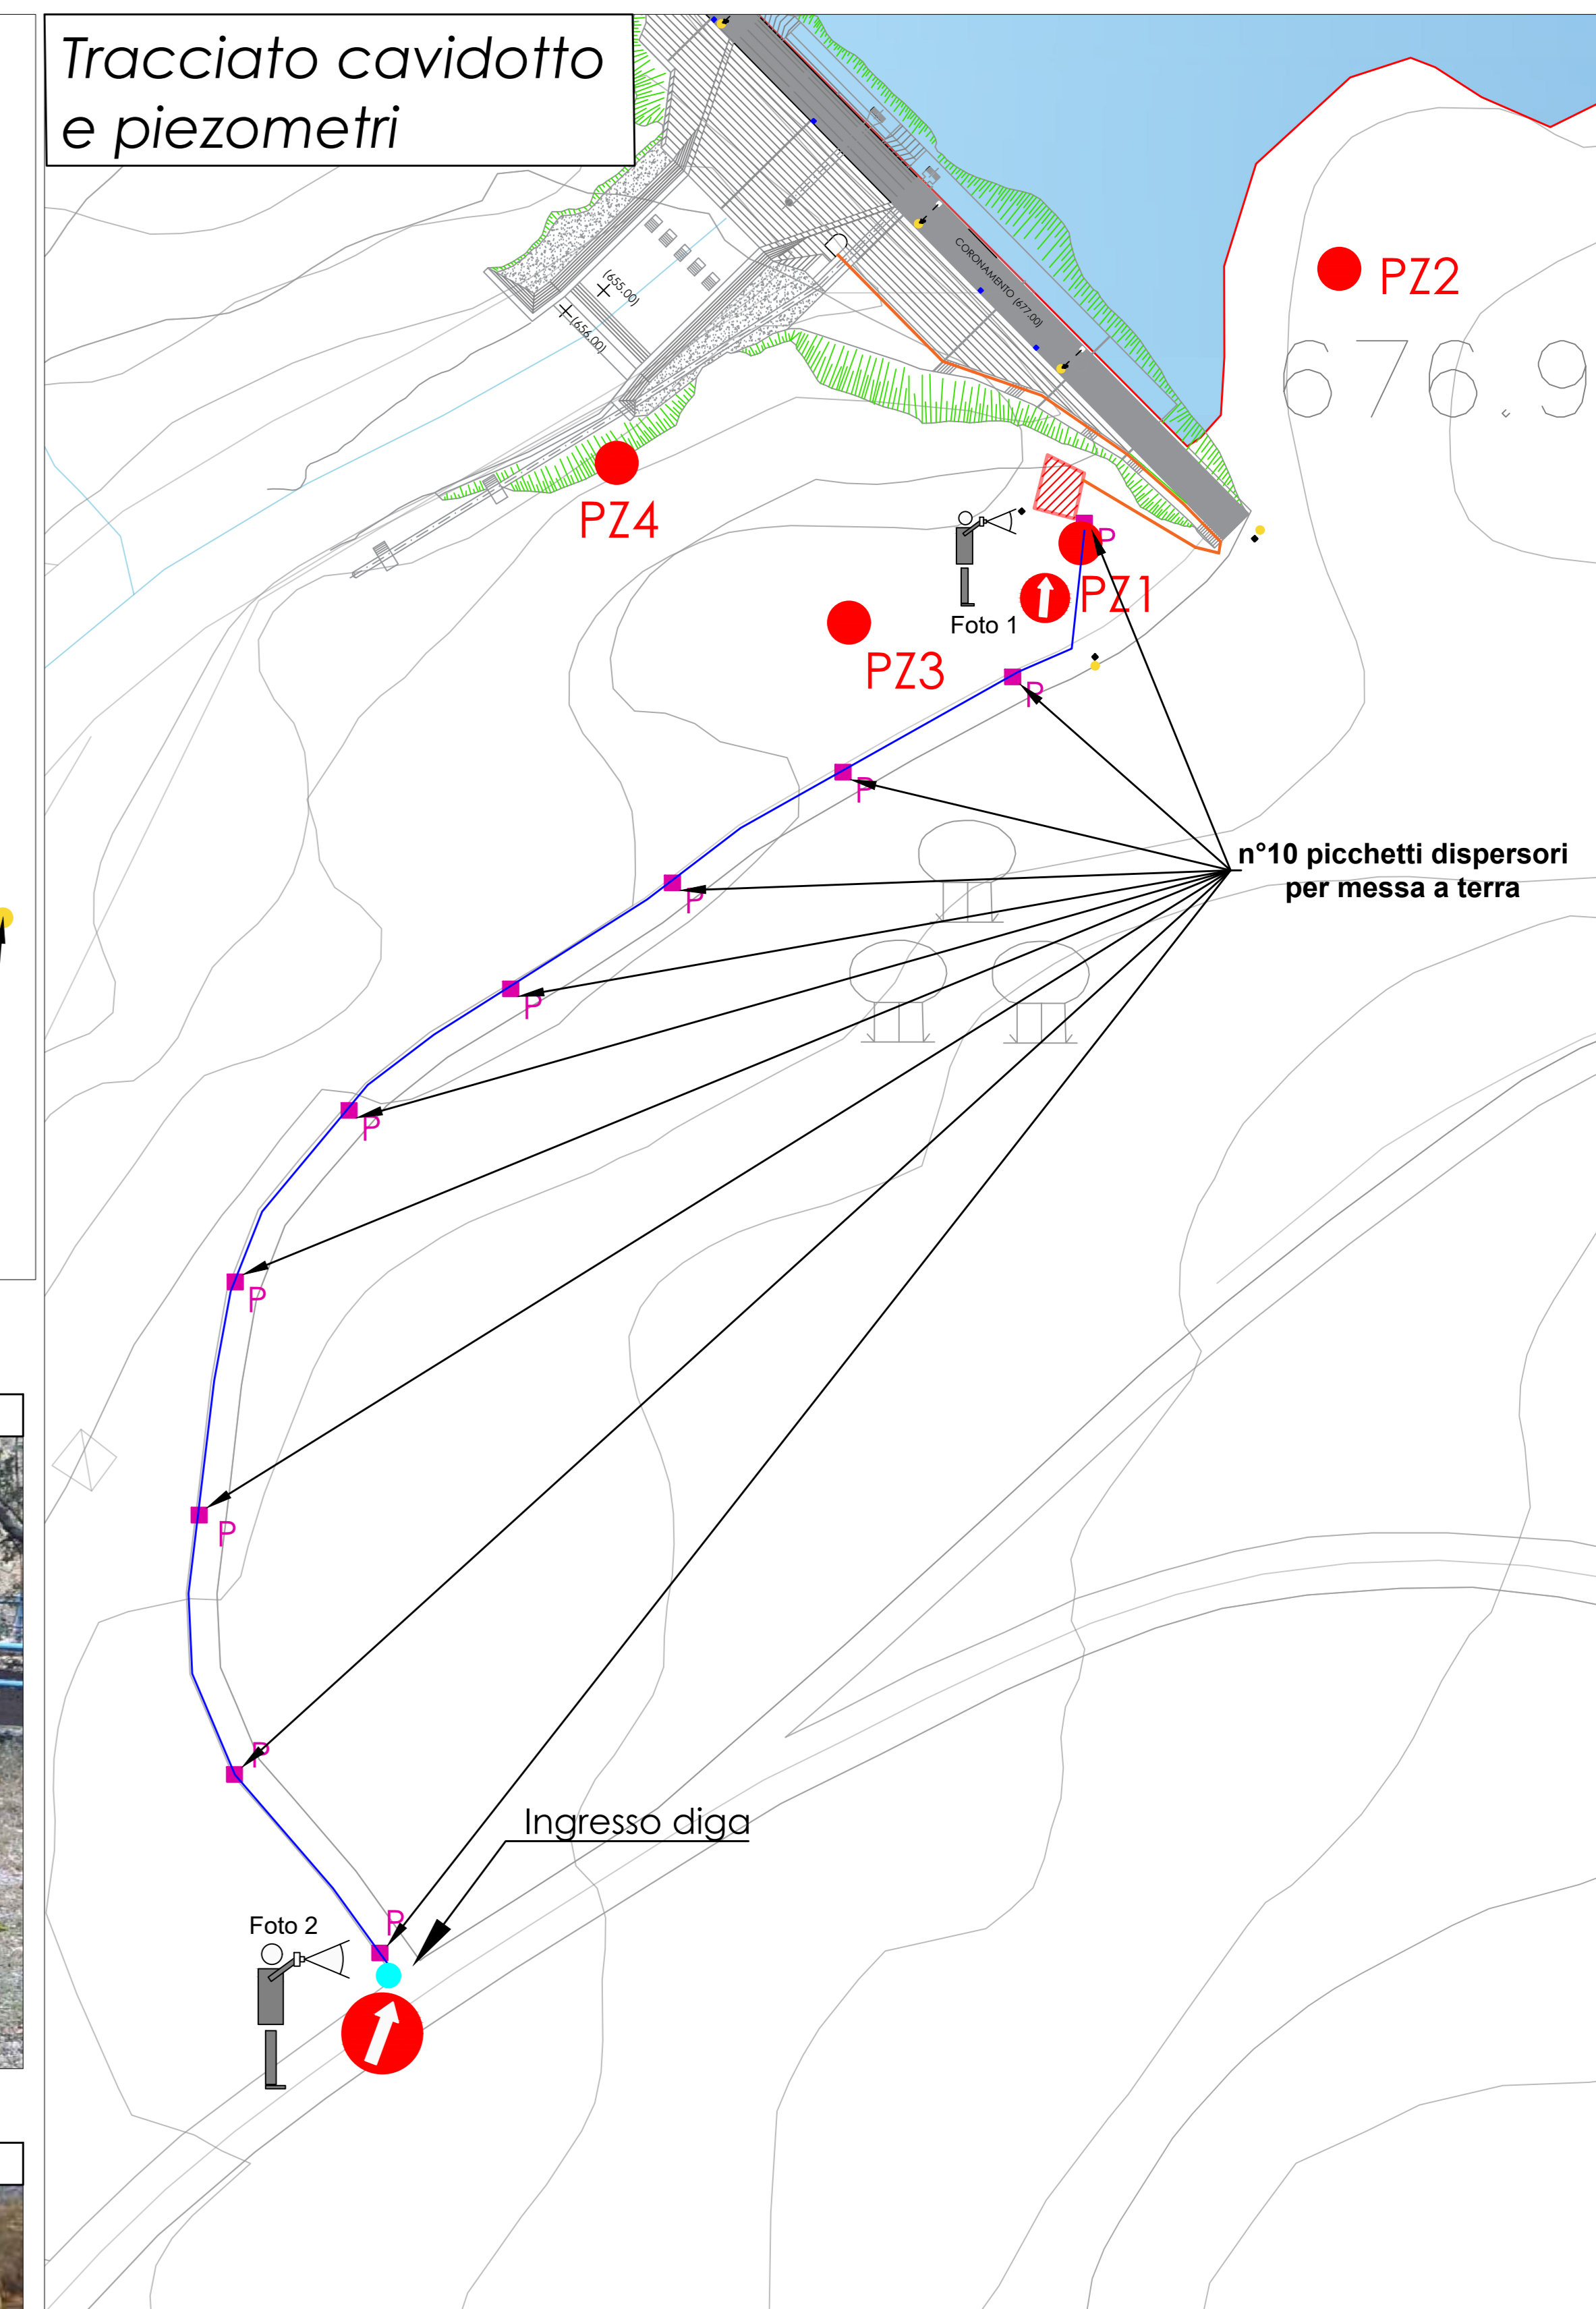 Tracciato cavidotto
e piezometri
CORONAMENTO (677.00)
(655.00)
(656.00)
PZ2
676.9
PZ4
P
PZ1
Foto 1
PZ3
P
P
n°10 picchetti dispersori
per messa a terra
P
P
P
P
P
P
Ingresso diga
P
Foto 2